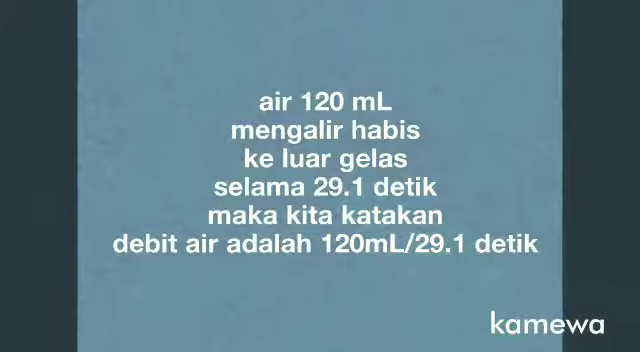 air 120 mL
mengalir habis
ke luar gelas
selama 29.1 detik
maka kita katakan
debit air adalah 120mL/29.1 detik
kamewa